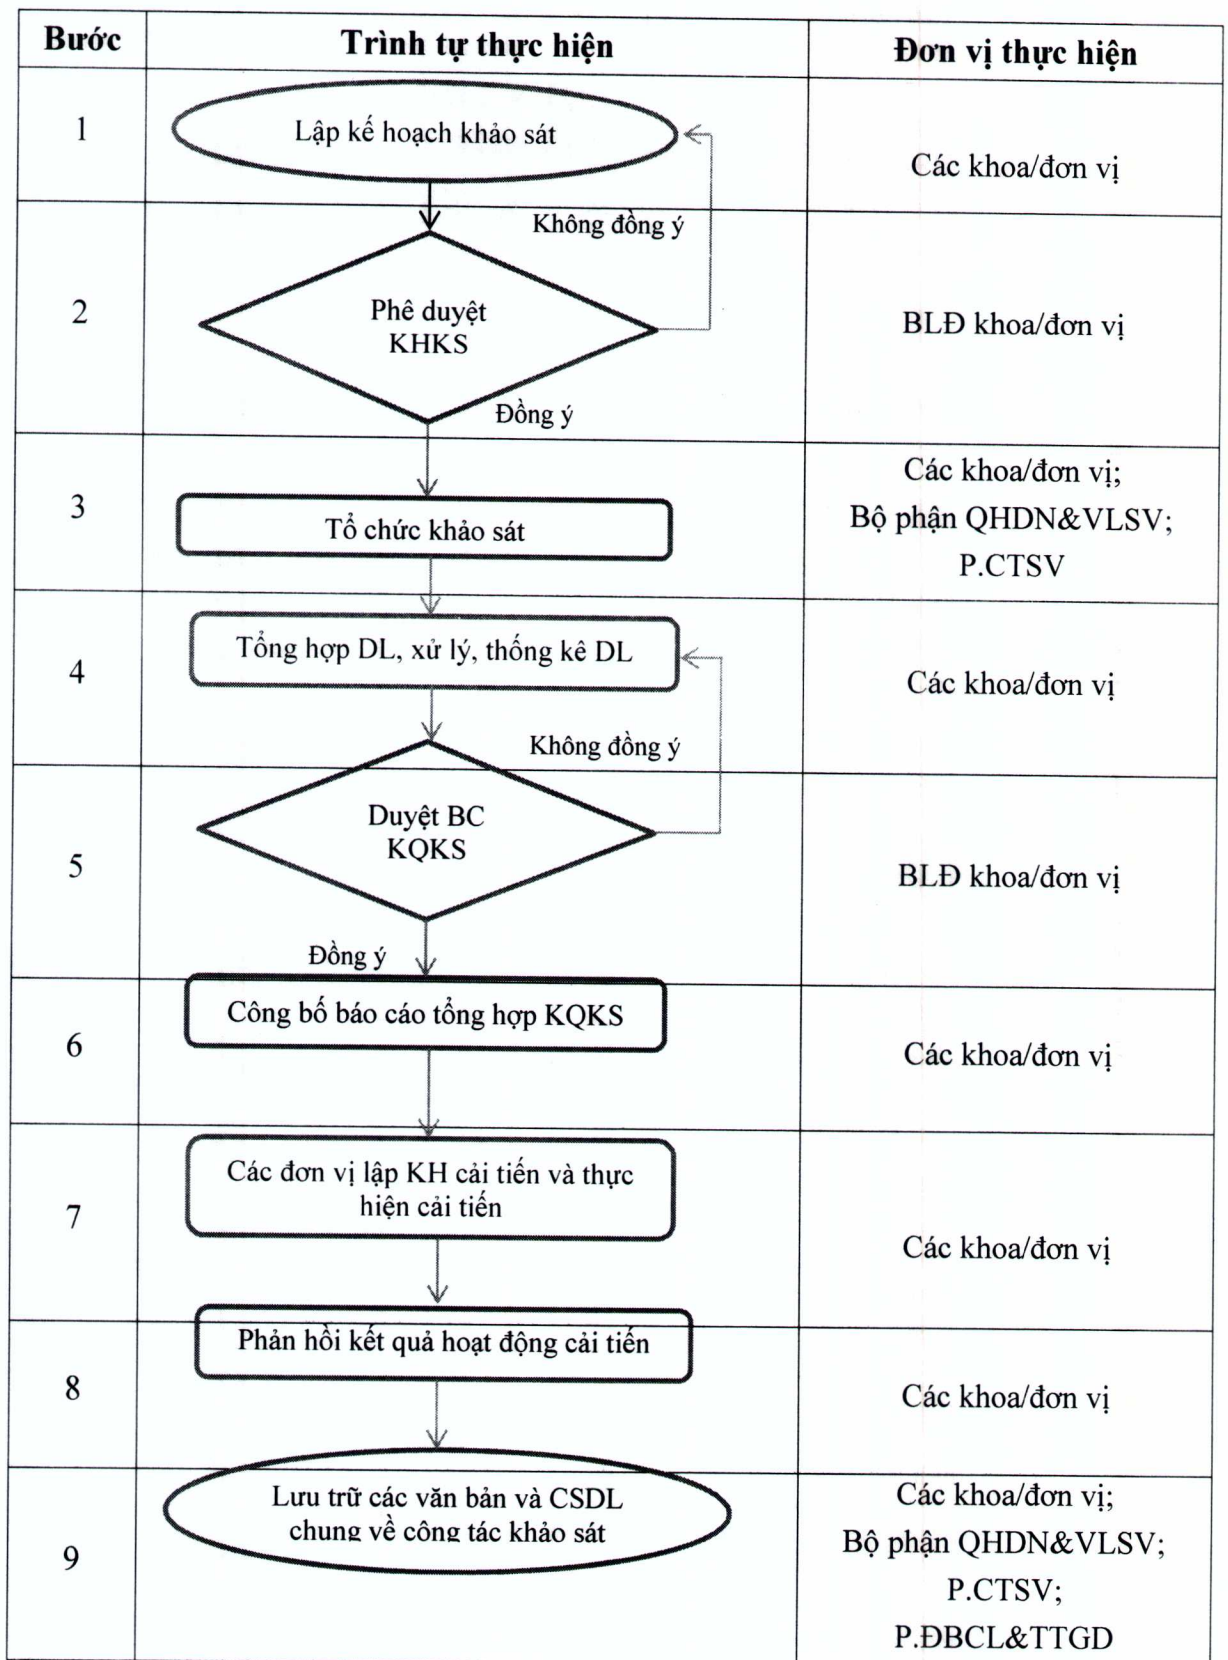 Bước Trình tự thực hiện Đơn vị thực hiện
1
Lập kế hoạch khảo sát
Các khoa/đơn vị
Không đồng ý
2
Phê duyệt
KHKS
BLĐ khoa/đơn vị
Đồng ý
3
Tổ chức khảo sát
Các khoa/đơn vị;
Bộ phận QHDN&VLSV;
P.CTSV
4
Tổng hợp DL, xử lý, thống kê DL
Các khoa/đơn vị
Không đồng ý
5
Duyệt BC
KQKS
BLĐ khoa/đơn vị
Đồng ý
6
Công bố báo cáo tổng hợp KQKS
Các khoa/đơn vị
7
Các đơn vị lập KH cải tiến và thực
hiện cải tiến
Các khoa/đơn vị
8
Phản hồi kết quả hoạt động cải tiến
Các khoa/đơn vị
9
Lưu trữ các văn bản và CSDL
chung về công tác khảo sát
Các khoa/đơn vị;
Bộ phận QHDN&VLSV;
P.CTSV;
P.ĐBCL&TTGD